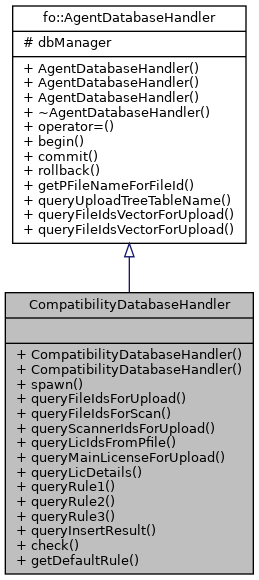 fo::AgentDatabaseHandler
# dbManager
+ AgentDatabaseHandler()
+ AgentDatabaseHandler()
+ AgentDatabaseHandler()
+ ~AgentDatabaseHandler()
+ operator=()
+ begin()
+ commit()
+ rollback()
+ getPFileNameForFileId()
+ queryUploadTreeTableName()
+ queryFileIdsVectorForUpload()
+ queryFileIdsVectorForUpload()
CompatibilityDatabaseHandler
+ CompatibilityDatabaseHandler()
+ CompatibilityDatabaseHandler()
+ spawn()
+ queryFileIdsForUpload()
+ queryFileIdsForScan()
+ queryScannerIdsForUpload()
+ queryLicIdsFromPfile()
+ queryMainLicenseForUpload()
+ queryLicDetails()
+ queryRule1()
+ queryRule2()
+ queryRule3()
+ queryInsertResult()
+ check()
+ getDefaultRule()